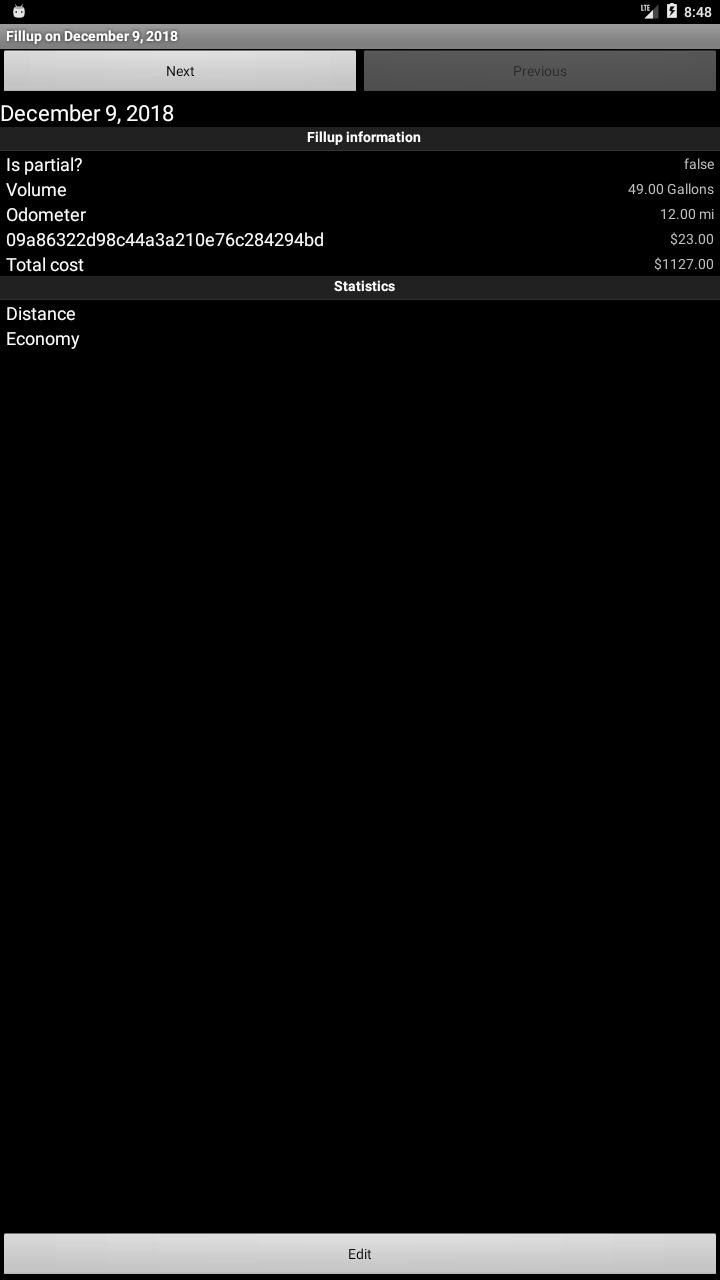 LTE 8:48
Fillup on December 9, 2018
Next Previous
December 9, 2018
Fillup information
Is partial? false
Volume 49.00 Gallons
Odometer 12.00 mi
09a86322d98c44a3a210e76c284294bd $23.00
Total cost $1127.00
Statistics
Distance
Economy
Edit